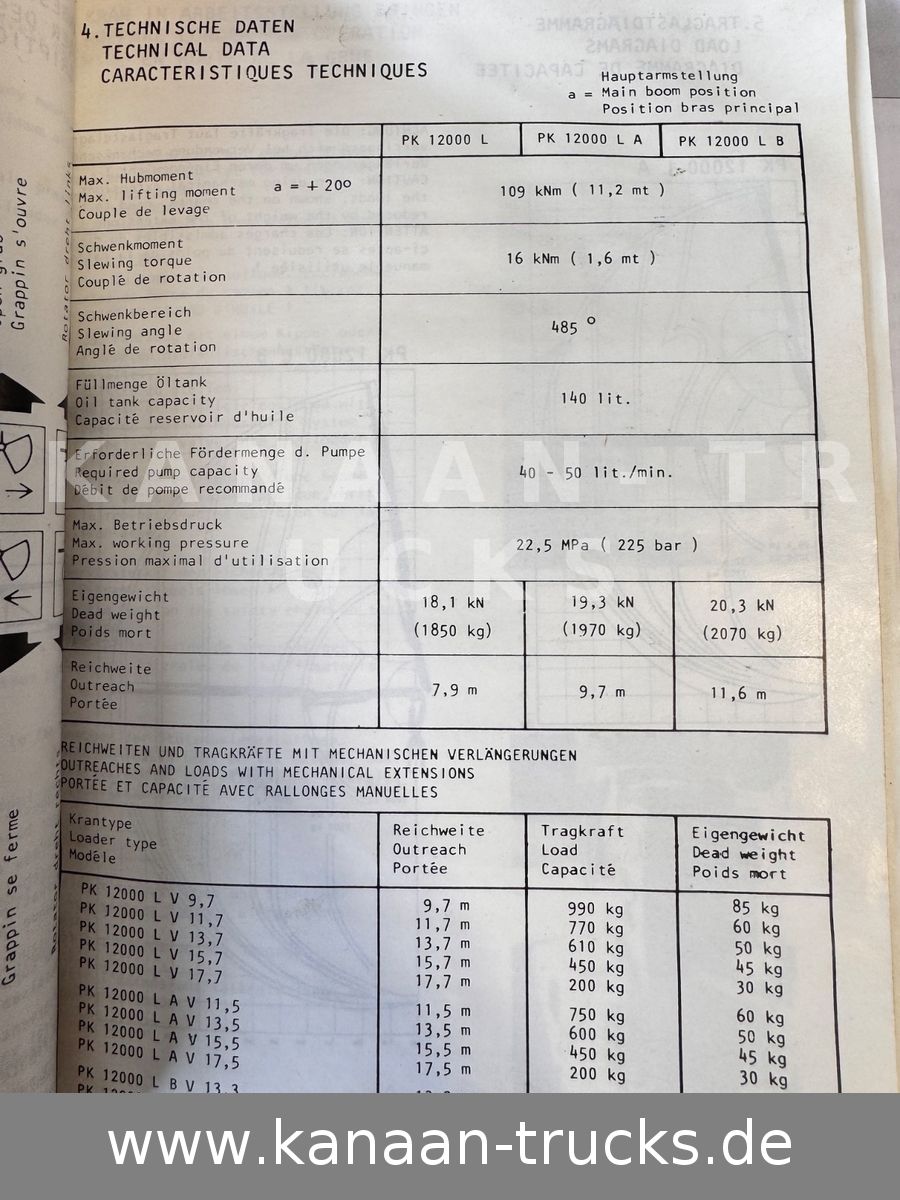 4. TECHNISCHE DATEN
TECHNICAL DATA
CARACTERISTIQUES TECHNIQUES
Hauptarmstellung
a = Main boom position
Position bras principal
PK 12000 L PK 12000 L A PK 12000 L B
Max. Hubmoment
Max. lifting moment a = + 20º
Couple de levage
109 kNm ( 11,2 mt )
Schwenkmoment
Slewing torque
Couplé de rotation
16 kNm ( 1,6 mt )
Schwenkbereich
Slewing angle
Anglé de rotation
485 º
Füllmenge Öltank
Oil tank capacity
Capacité reservoir d'huile
140 lit.
Erforderliche Fördermenge d. Pumpe
Required pump capacity
Débit de pompe recommandé
40 - 50 lit./min.
Max. Betriebsdruck
Max. working pressure
Pression maximal d'utilisation
22,5 MPa ( 225 bar )
Eigengewicht
Dead weight
Poids mort
18,1 kN 19,3 kN 20,3 kN
(1850 kg) (1970 kg) (2070 kg)
Reichweite
Outreach
Portée
7,9 m 9,7 m 11,6 m
REICHWEITEN UND TRAGKRÄFTE MIT MECHANISCHEN VERLÄNGERUNGEN
OUTREACHES AND LOADS WITH MECHANICAL EXTENSIONS
PORTÉE ET CAPACITÉ AVEC RALLONGES MANUELLES
Krantype
Loader type
Modéle
Reichweite
Outreach
Portée
Tragkraft
Load
Capacité
Eigengewicht
Dead weight
Poids mort
PK 12000 L V 9,7 9,7 m 990 kg 85 kg
PK 12000 L V 11,7 11,7 m 770 kg 60 kg
PK 12000 L V 13,7 13,7 m 610 kg 50 kg
PK 12000 L V 15,7 15,7 m 450 kg 45 kg
PK 12000 L V 17,7 17,7 m 200 kg 30 kg
PK 12000 L A V 11,5 11,5 m 750 kg 60 kg
PK 12000 L A V 13,5 13,5 m 600 kg 50 kg
PK 12000 L A V 15,5 15,5 m 450 kg 45 kg
PK 12000 L A V 17,5 17,5 m 200 kg 30 kg
PK 12000 L B V 13,3
Grappin s'ouvre
Rotator dreht links
Grappin se ferme
KANAAN-TR
UCKS
www.kanaan-trucks.de